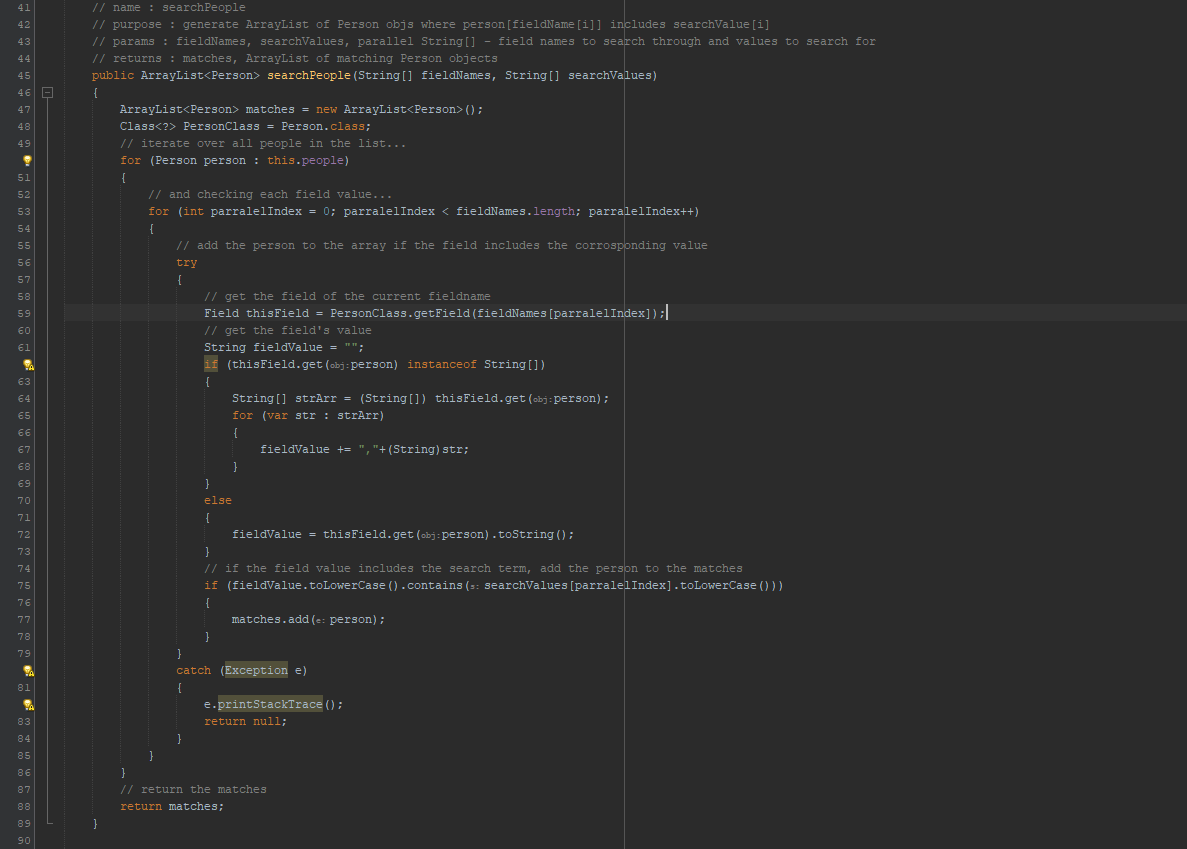 41 // name : searchPeople
42 // purpose : generate ArrayList of Person objs where person[fieldName[i]] includes searchValue[i]
43 // params : fieldNames, searchValues, parallel String[] - field names to search through and values to search for
44 // returns : matches, ArrayList of matching Person objects
45 public ArrayList<Person> searchPeople(String[] fieldNames, String[] searchValues)
46 {
47 ArrayList<Person> matches = new ArrayList<Person>();
48 Class<?> PersonClass = Person.class;
49 // iterate over all people in the list...
for (Person person : this.people)
51 {
52 // and checking each field value...
53 for (int parralelIndex = 0; parralelIndex < fieldNames.length; parralelIndex++)
54 {
55 // add the person to the array if the field includes the corrosponding value
56 try
57 {
58 // get the field of the current fieldname
59 Field thisField = PersonClass.getField(fieldNames[parralelIndex]);
60 // get the field's value
61 String fieldValue = "";
if (thisField.get(obj: person) instanceof String[])
63 {
64 String[] strArr = (String[]) thisField.get(obj: person);
65 for (var str : strArr)
66 {
67 fieldValue += ","+(String)str;
68 }
69 }
70 else
71 {
72 fieldValue = thisField.get(obj: person).toString();
73 }
74 // if the field value includes the search term, add the person to the matches
75 if (fieldValue.toLowerCase().contains(s: searchValues[parralelIndex].toLowerCase()))
76 {
77 matches.add(e: person);
78 }
79 }
catch (Exception e)
81 {
e.printStackTrace();
83 return null;
84 }
85 }
86 }
87 // return the matches
88 return matches;
89 }
90